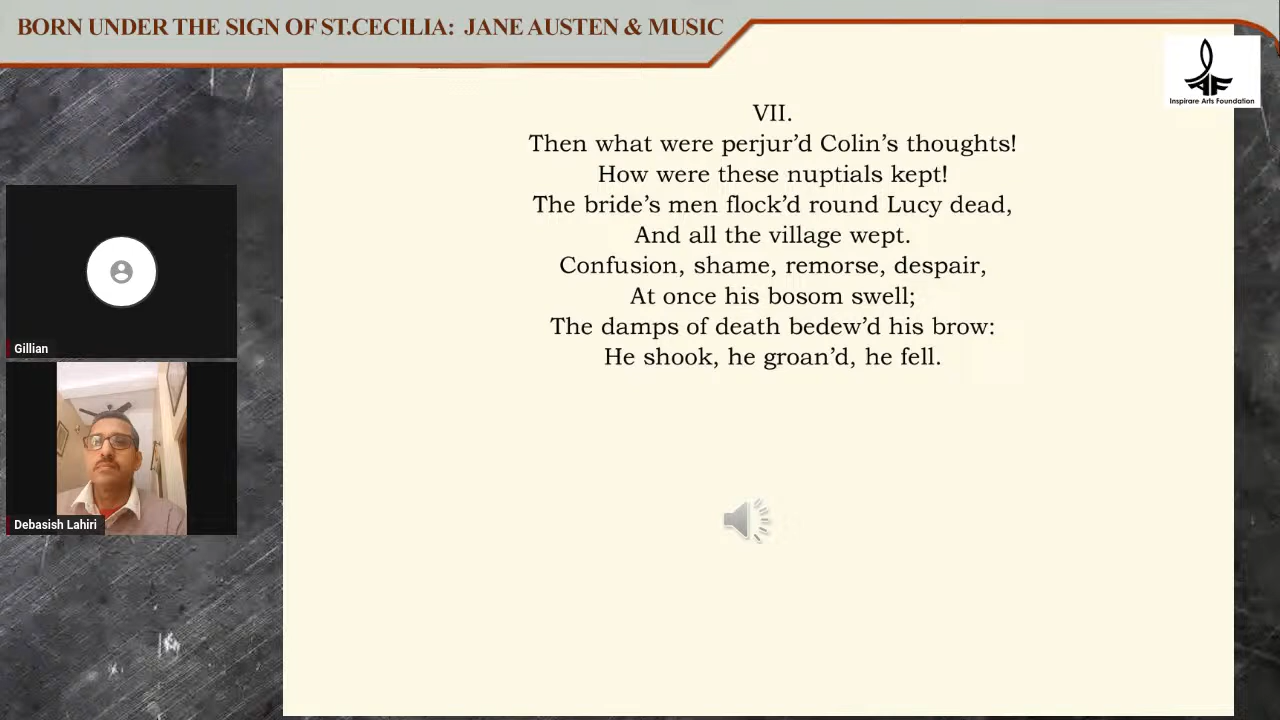 BORN UNDER THE SIGN OF ST.CECILIA: JANE AUSTEN & MUSIC
Inspirare Arts Foundation
VII.
Then what were perjur’d Colin’s thoughts!
How were these nuptials kept!
The bride’s men flock’d round Lucy dead,
And all the village wept.
Confusion, shame, remorse, despair,
At once his bosom swell;
The damps of death bedew’d his brow:
He shook, he groan’d, he fell.
Gillian
Debasish Lahiri